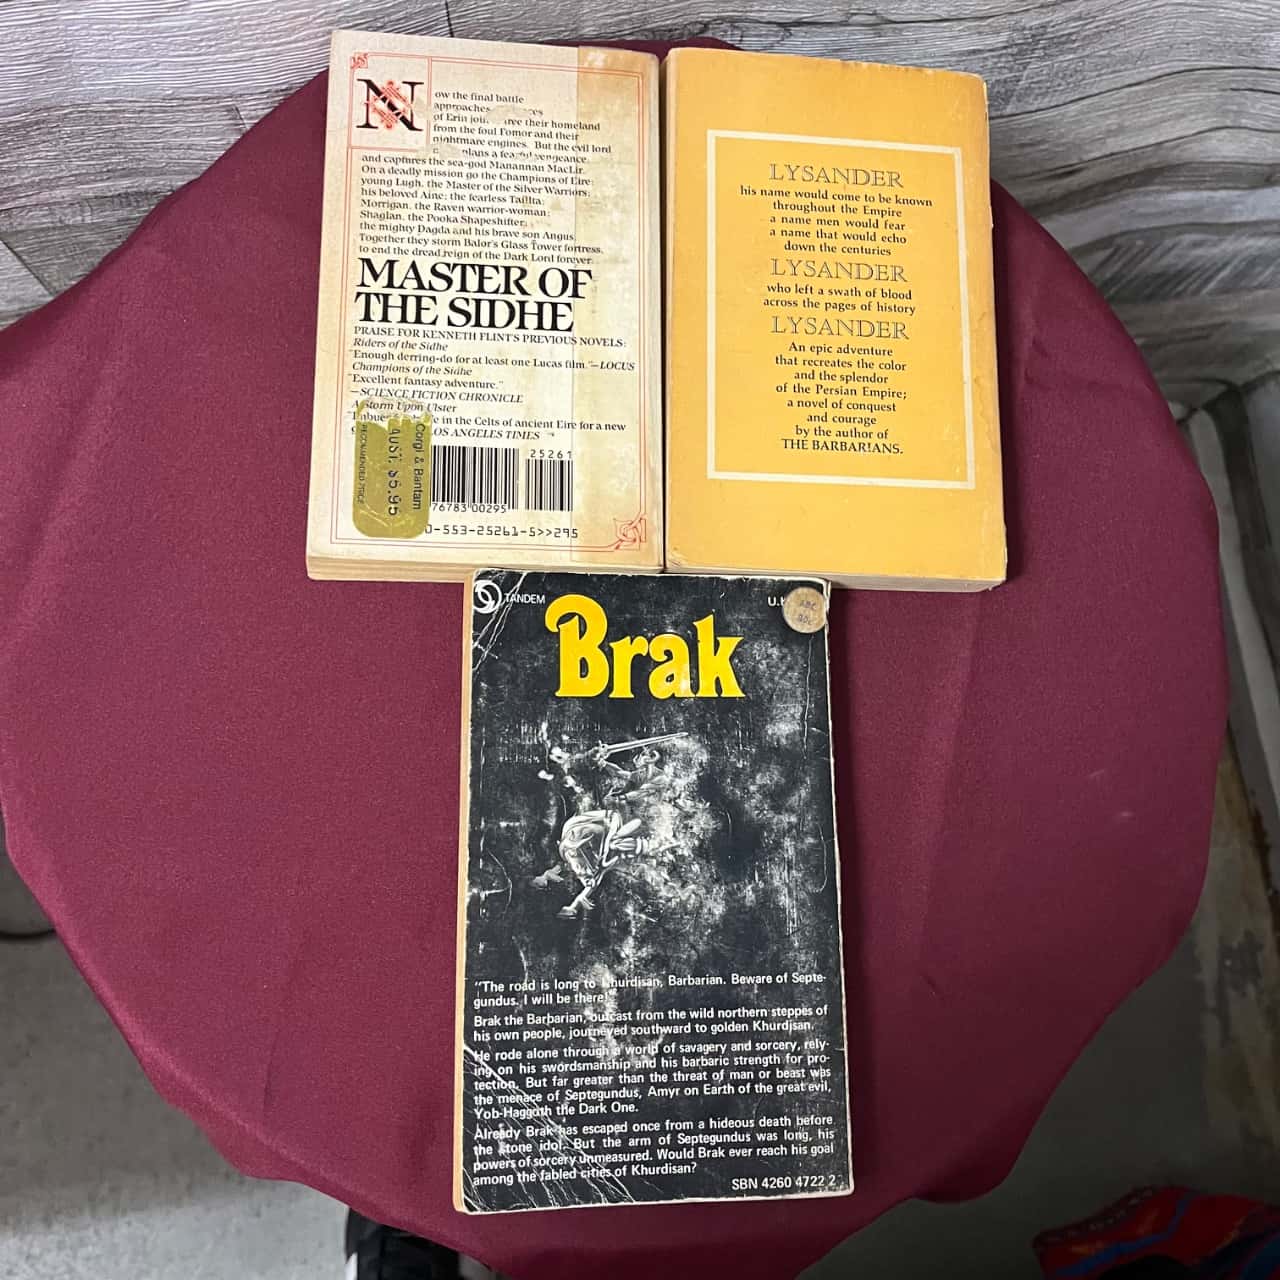 N
ow the final battle
approaches
of Erin join their homeland
from the foul Fomor and their
nightmare engines. But the evil lord
plans a fearful vengeance.
and captures the sea-god Manannan MacLir.
On a deadly mission go the Champions of Eire:
young Lugh, the Master of the Silver Warriors;
his beloved Aine; the fearless Taillta;
Morrigan, the Raven warrior-woman;
Shaglan, the Pooka Shapeshifter;
the mighty Dagda and his brave son Angus.
Together they storm Balor's Glass Tower fortress,
to end the dread reign of the Dark Lord forever.
MASTER OF
THE SIDHE
PRAISE FOR KENNETH FLINT'S PREVIOUS NOVELS:
Riders of the Sidhe
"Enough derring-do for at least one Lucas film."—LOCUS
Champions of the Sidhe
"Excellent fantasy adventure."
—SCIENCE FICTION CHRONICLE
A Storm Upon Ulster
in the Celts of ancient Eire for a new
LOS ANGELES TIMES
Corgi & Bantam
AUST. $5.95
RECOMMENDED PRICE
25261
76783 00295
0-553-25261-5>>295
LYSANDER
his name would come to be known
throughout the Empire
a name men would fear
a name that would echo
down the centuries
LYSANDER
who left a swath of blood
across the pages of history
LYSANDER
An epic adventure
that recreates the color
and the splendor
of the Persian Empire;
a novel of conquest
and courage
by the author of
THE BARBARIANS.
TANDEM
ABC
Brak
"The road is long to Khurdisan, Barbarian. Beware of Septe-
gundus. I will be there!"
Brak the Barbarian, outcast from the wild northern steppes of
his own people, journeyed southward to golden Khurdisan.
He rode alone through a world of savagery and sorcery, rely-
ing on his swordsmanship and his barbaric strength for pro-
tection. But far greater than the threat of man or beast was
the menace of Septegundus, Amyr on Earth of the great evil,
Yob-Haggoth the Dark One.
Already Brak has escaped once from a hideous death before
the stone idol. But the arm of Septegundus was long, his
powers of sorcery unmeasured. Would Brak ever reach his goal
among the fabled cities of Khurdisan?
SBN 4260 4722 2